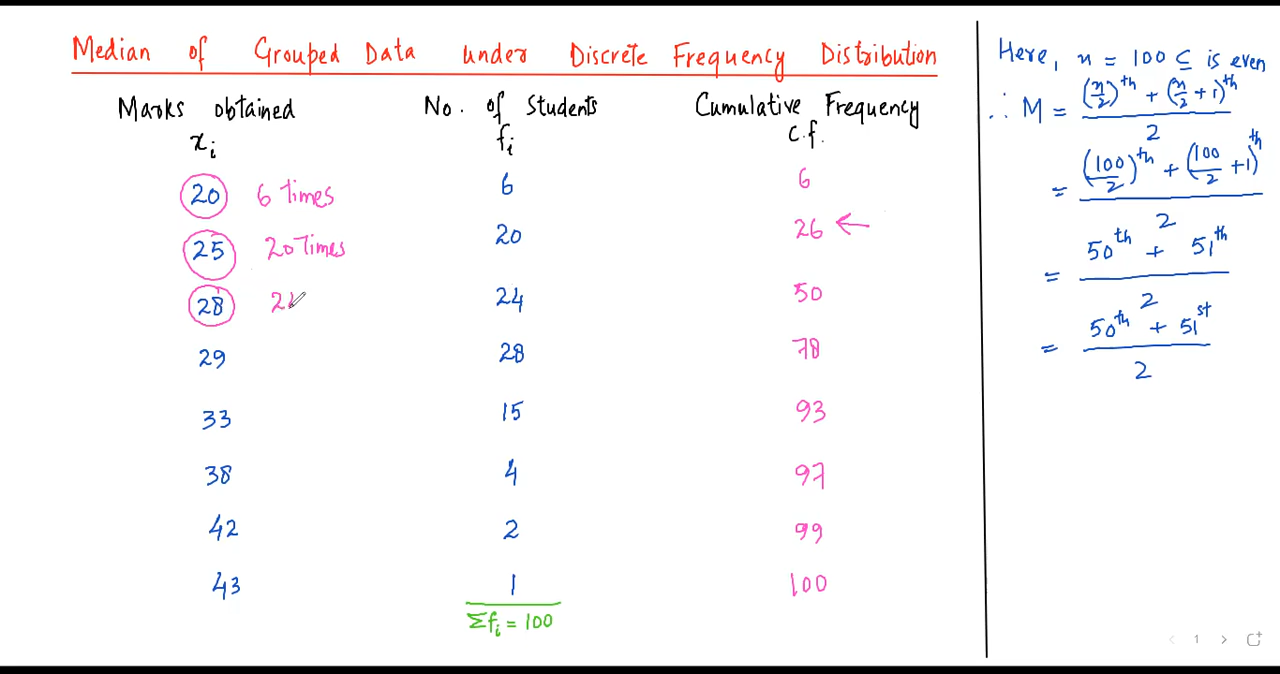 Median of Grouped Data under Discrete Frequency Distribution
Marks obtained No. of Students Cumulative Frequency
xi fi c.f.
20 6 times 6 6
25 20 times 20 26 ←
28 24 50
29 28 78
33 15 93
38 4 97
42 2 99
43 1 100
Σfi = 100
Here, n = 100 is even
∴ M = (n/2)th + (n/2 + 1)th / 2
= (100/2)th + (100/2 + 1)th / 2
= 50th + 51th / 2
= 50th + 51st / 2
1